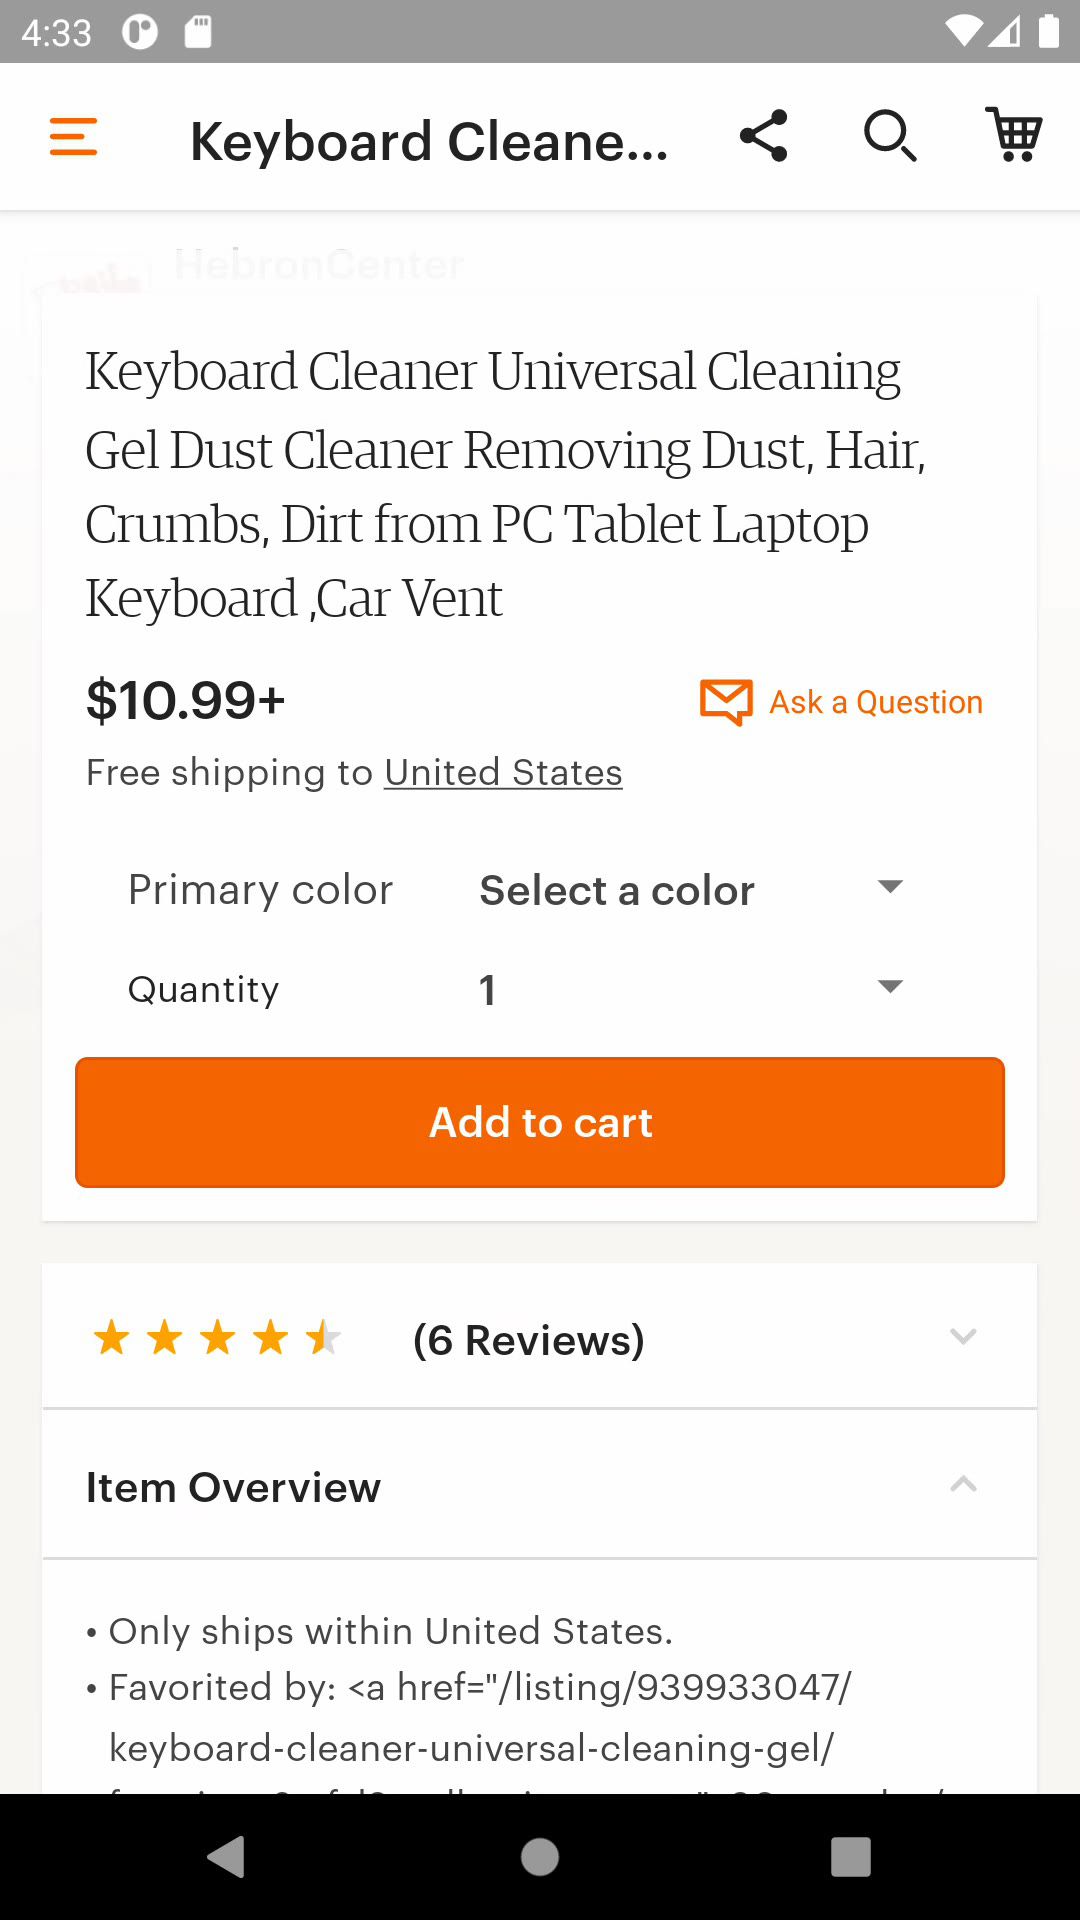 4:33
Keyboard Cleane...
HebronCenter
Keyboard Cleaner Universal Cleaning
Gel Dust Cleaner Removing Dust, Hair,
Crumbs, Dirt from PC Tablet Laptop
Keyboard ,Car Vent
$10.99+
Ask a Question
Free shipping to United States
Primary color
Select a color
Quantity
1
Add to cart
(6 Reviews)
Item Overview
• Only ships within United States.
• Favorited by: <a href="/listing/939933047/
keyboard-cleaner-universal-cleaning-gel/